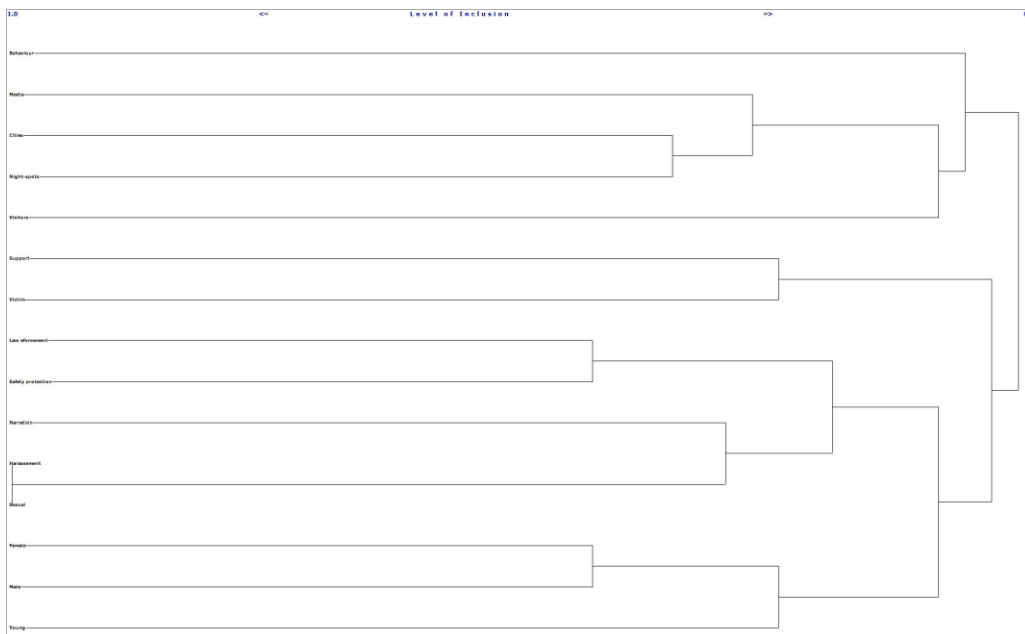 1.0 <= Level of Inclusion =>
Behaviour
Media
Cities
Night-spots
Visitors
Support
Victim
Law eforcement
Safety protection
Narration
Harassement
Sexual
Female
Male
Young